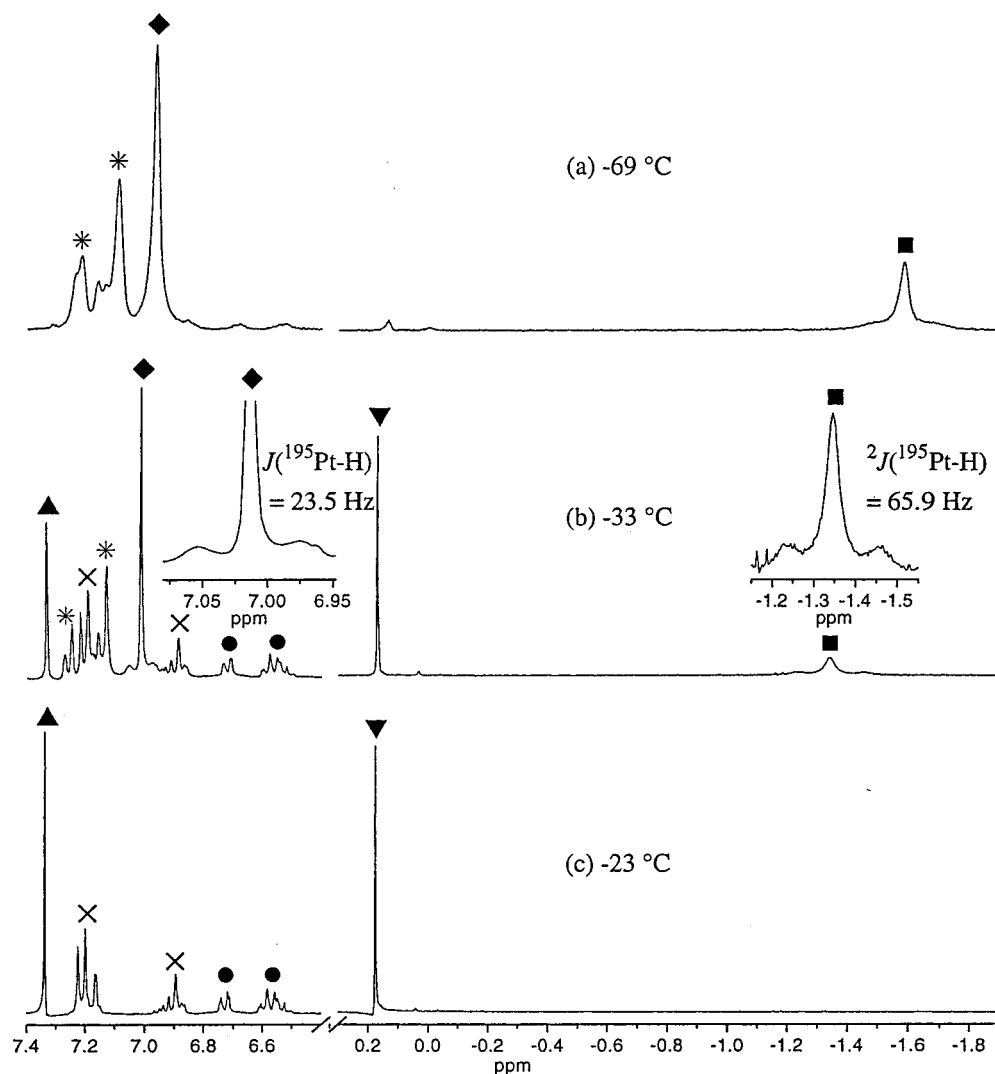 (a) -69 °C
J(195Pt-H)
= 23.5 Hz
7.05 7.00 6.95
ppm
(b) -33 °C
2J(195Pt-H)
= 65.9 Hz
-1.2 -1.3 -1.4 -1.5
ppm
(c) -23 °C
7.4 7.2 7.0 6.8 6.6 0.2 0.0 -0.2 -0.4 -0.6 -0.8 -1.0 -1.2 -1.4 -1.6 -1.8
ppm